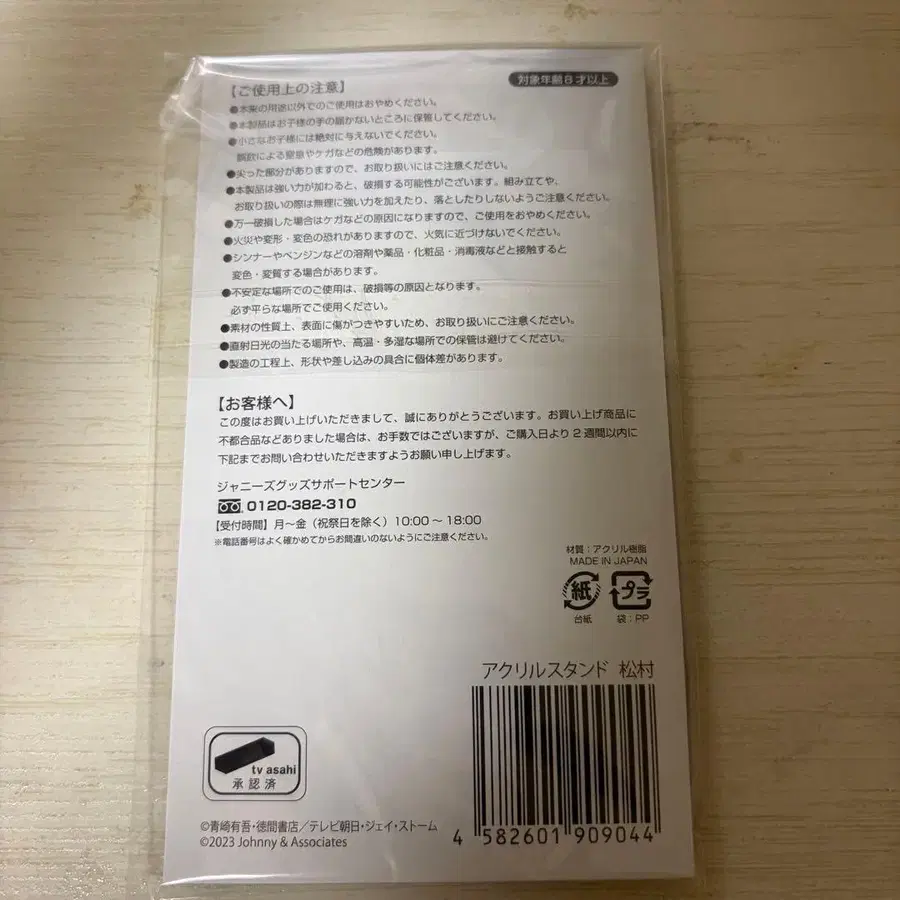 【ご使用上の注意】
対象年齢8才以上
●本来の用途以外でのご使用はおやめください。
●本製品はお子様の手の届かないところに保管してください。
●小さなお子様には絶対に与えないでください。
誤飲による窒息やケガなどの危険があります。
●尖った部分がありますので、お取り扱いにはご注意ください。
●本製品は強い力が加わると、破損する可能性がございます。組み立てや、
お取り扱いの際は無理に強い力を加えたり、落としたりしないようご注意ください。
●万一破損した場合はケガなどの原因になりますので、ご使用をおやめください。
●火災や変形・変色の恐れがありますので、火気に近づけないでください。
●シンナーやベンジンなどの溶剤や薬品・化粧品・消毒液などと接触すると
変色・変質する場合があります。
●不安定な場所でのご使用は、破損等の原因となります。
必ず平らな場所でご使用ください。
●素材の性質上、表面に傷がつきやすいため、お取り扱いにご注意ください。
●直射日光の当たる場所や、高温・多湿な場所での保管は避けてください。
●製造の工程上、形状や差し込みの具合に個体差があります。
【お客様へ】
この度はお買い上げいただきまして、誠にありがとうございます。お買い上げ商品に
不都合品などありました場合は、お手数ではございますが、ご購入日より2週間以内に
下記までお問い合わせいただきますようお願い申し上げます。
ジャニーズグッズサポートセンター
0120-382-310
【受付時間】月〜金（祝祭日を除く）10:00〜18:00
※電話番号はよく確かめてからお間違いのないようにご注意ください。
材質：アクリル樹脂
MADE IN JAPAN
紙 プラ
台紙 袋：PP
アクリルスタンド 松村
tv asahi
承認済
©青崎有吾・徳間書店／テレビ朝日・ジェイ・ストーム
©2023 Johnny & Associates
4 582601 909044